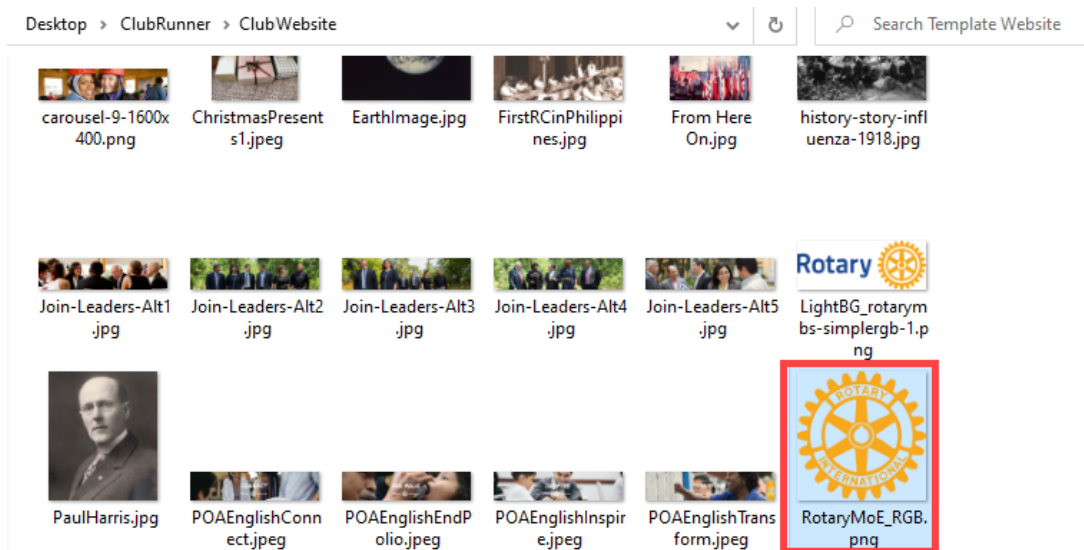 Desktop > ClubRunner > ClubWebsite
Search Template Website
carousel-9-1600x
400.png
ChristmasPresent
s1.jpeg
EarthImage.jpg
FirstRCinPhilippi
nes.jpg
From Here
On.jpg
history-story-infl
uenza-1918.jpg
Rotary
Join-Leaders-Alt1
.jpg
Join-Leaders-Alt2
.jpg
Join-Leaders-Alt3
.jpg
Join-Leaders-Alt4
.jpg
Join-Leaders-Alt5
.jpg
LightBG_rotarym
bs-simplergb-1.p
ng
ROTARY
INTERNATIONAL
PaulHarris.jpg
POAEnglishConn
ect.jpeg
POAEnglishEndP
olio.jpeg
POAEnglishInspir
e.jpeg
POAEnglishTrans
form.jpeg
RotaryMoE_RGB.
png